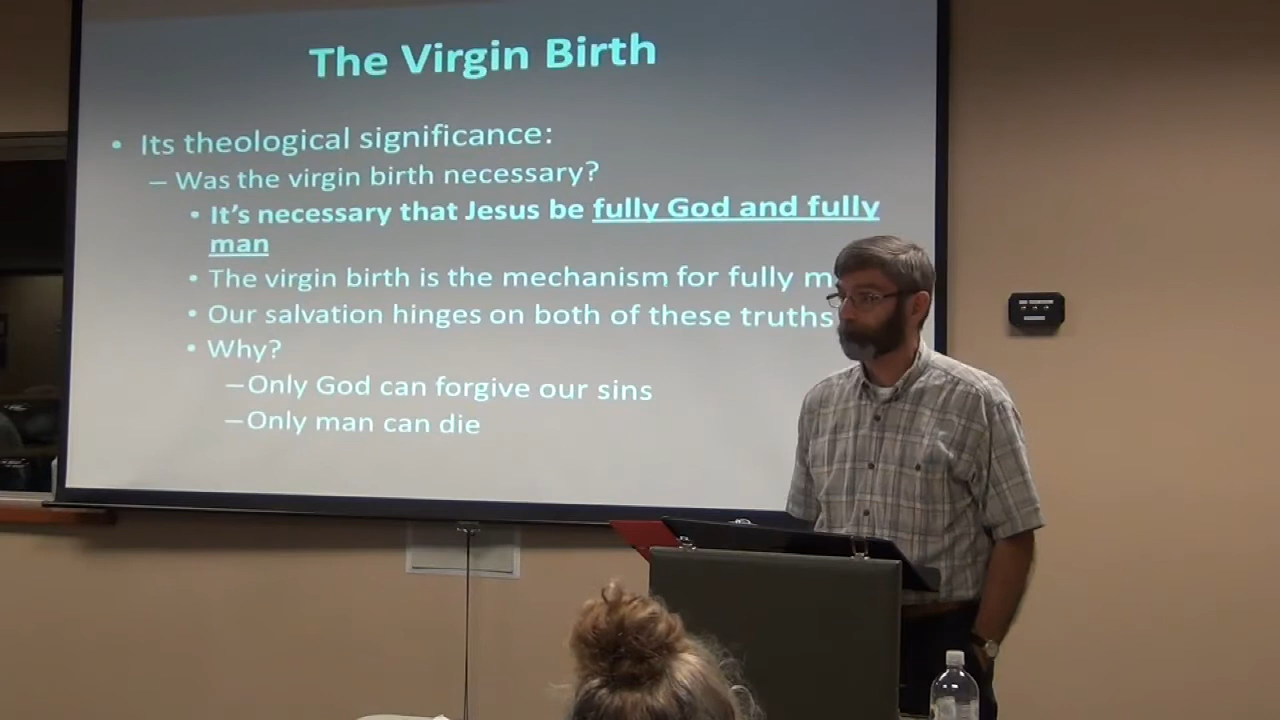 The Virgin Birth
• Its theological significance:
– Was the virgin birth necessary?
• It's necessary that Jesus be fully God and fully
man
• The virgin birth is the mechanism for fully
• Our salvation hinges on both of these truths
• Why?
–Only God can forgive our sins
–Only man can die